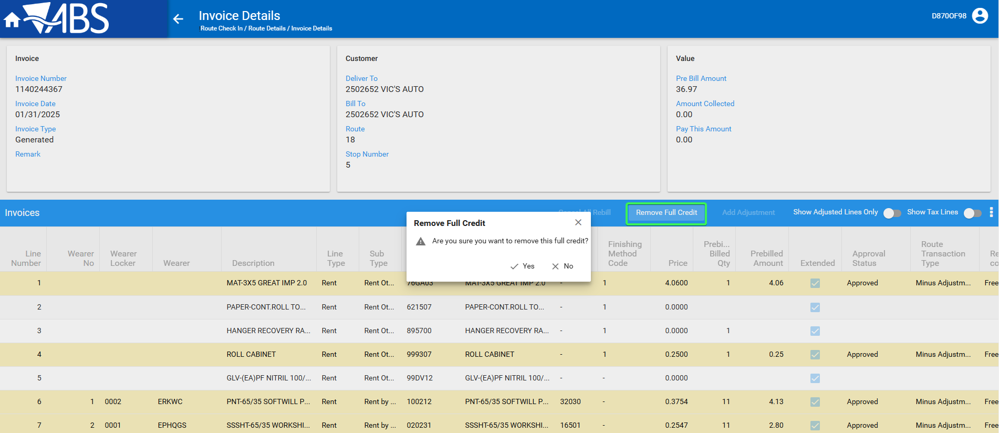 ABS
Invoice Details
Route Check In / Route Details / Invoice Details
D870OF98
Invoice
Invoice Number
1140244367
Invoice Date
01/31/2025
Invoice Type
Generated
Remark
Customer
Deliver To
2502652 VIC'S AUTO
Bill To
2502652 VIC'S AUTO
Route
18
Stop Number
5
Value
Pre Bill Amount
36.97
Amount Collected
0.00
Pay This Amount
0.00
Invoices
Cancel All Rebill
Remove Full Credit
Add Adjustment
Show Adjusted Lines Only
Show Tax Lines
Remove Full Credit
Are you sure you want to remove this full credit?
Yes
No
Line Number
Wearer No
Wearer Locker
Wearer
Description
Line Type
Sub Type
Finishing Method Code
Price
Prebi... Billed Qty
Prebilled Amount
Extended
Approval Status
Route Transaction Type
Re co
1 MAT-3X5 GREAT IMP 2.0 Rent Rent Ot... 76GA03 MAT-3X5 GREAT IMP 2.0 - 1 4.0600 1 4.06 Approved Minus Adjustm... Free
2 PAPER-CONT.ROLL TO... Rent Rent Ot... 621507 PAPER-CONT.ROLL TO... - 1 0.0000
3 HANGER RECOVERY RA... Rent Rent Ot... 895700 HANGER RECOVERY RA... - 1 0.0000 1
4 ROLL CABINET Rent Rent Ot... 999307 ROLL CABINET - 1 0.2500 1 0.25 Approved Minus Adjustm... Free
5 GLV-(EA)PF NITRIL 100/... Rent Rent Ot... 99DV12 GLV-(EA)PF NITRIL 100/... - - 0.0000
6 1 0002 ERKWC PNT-65/35 SOFTWILL P... Rent Rent by ... 100212 PNT-65/35 SOFTWILL P... 32030 - 0.3754 11 4.13 Approved Minus Adjustm... Free
7 2 0001 EPHQGS SSSHT-65/35 WORKSHI... Rent Rent by ... 020231 SSSHT-65/35 WORKSHI... 16501 - 0.2547 11 2.80 Approved Minus Adjustm... Free